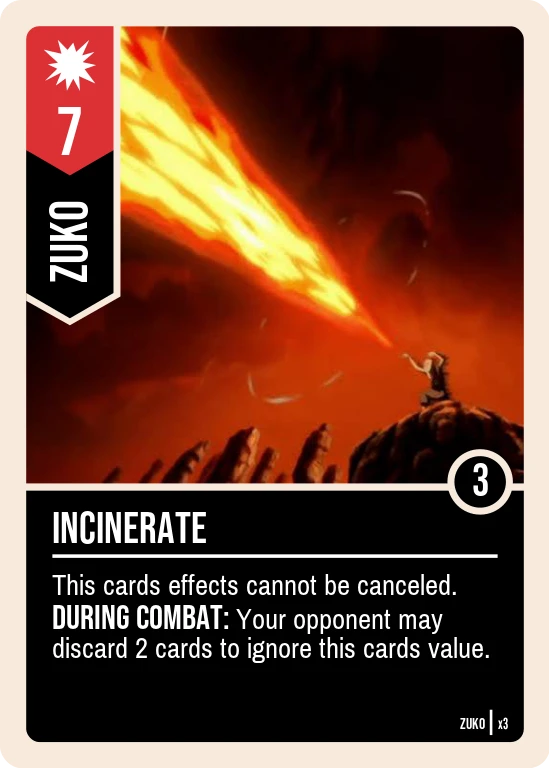 7
ZUKO
3
INCINERATE
This cards effects cannot be canceled.
DURING COMBAT: Your opponent may
discard 2 cards to ignore this cards value.
ZUKO | x3